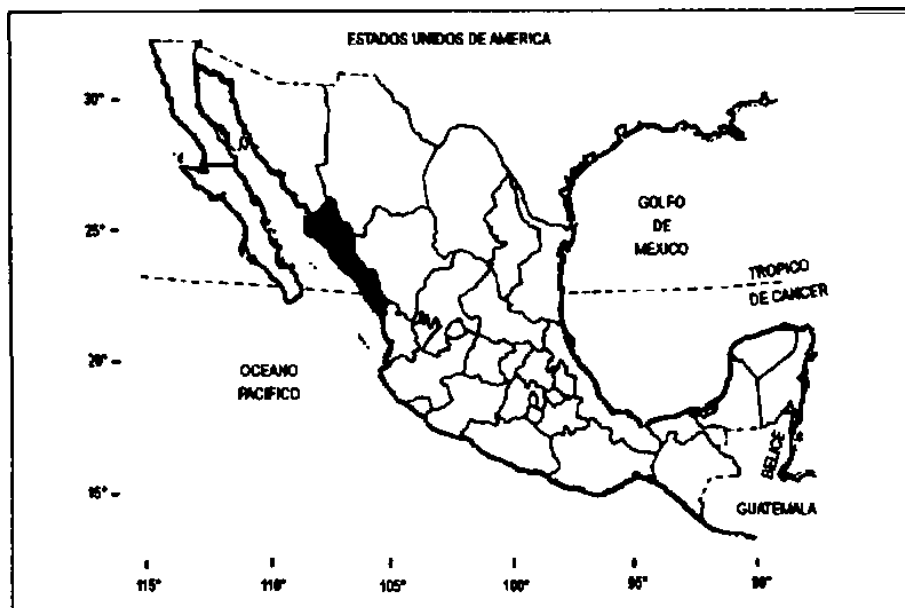 ESTADOS UNIDOS DE AMERICA
30°
GOLFO
DE
MEXICO
25°
TROPICO
DE CANCER
20°
OCEANO
PACIFICO
BELICE
15°
GUATEMALA
115°
110°
105°
100°
95°
90°